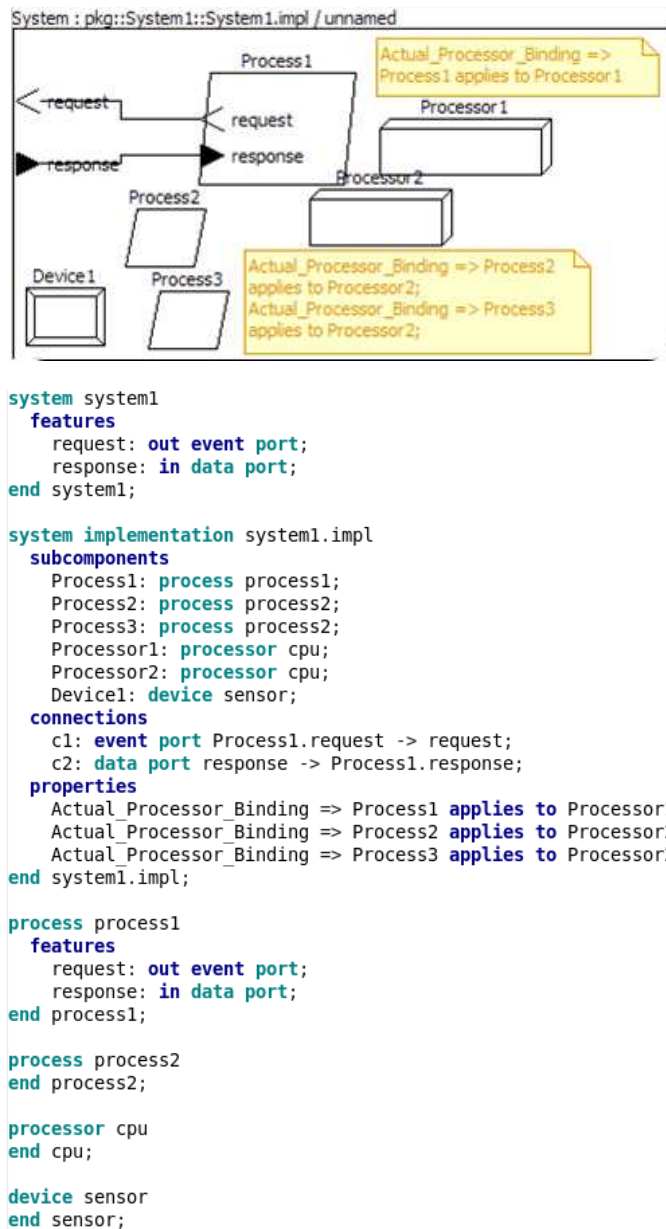 System : pkg::System1::System1.impl / unnamed
Process1
Actual_Processor_Binding =>
Process1 applies to Processor1
request
request
Processor1
response
response
Processor2
Process2
Device1
Process3
Actual_Processor_Binding => Process2
applies to Processor2;
Actual_Processor_Binding => Process3
applies to Processor2;
system system1
features
request: out event port;
response: in data port;
end system1;
system implementation system1.impl
subcomponents
Process1: process process1;
Process2: process process2;
Process3: process process2;
Processor1: processor cpu;
Processor2: processor cpu;
Device1: device sensor;
connections
c1: event port Process1.request -> request;
c2: data port response -> Process1.response;
properties
Actual_Processor_Binding => Process1 applies to Processor
Actual_Processor_Binding => Process2 applies to Processor
Actual_Processor_Binding => Process3 applies to Processor
end system1.impl;
process process1
features
request: out event port;
response: in data port;
end process1;
process process2
end process2;
processor cpu
end cpu;
device sensor
end sensor;